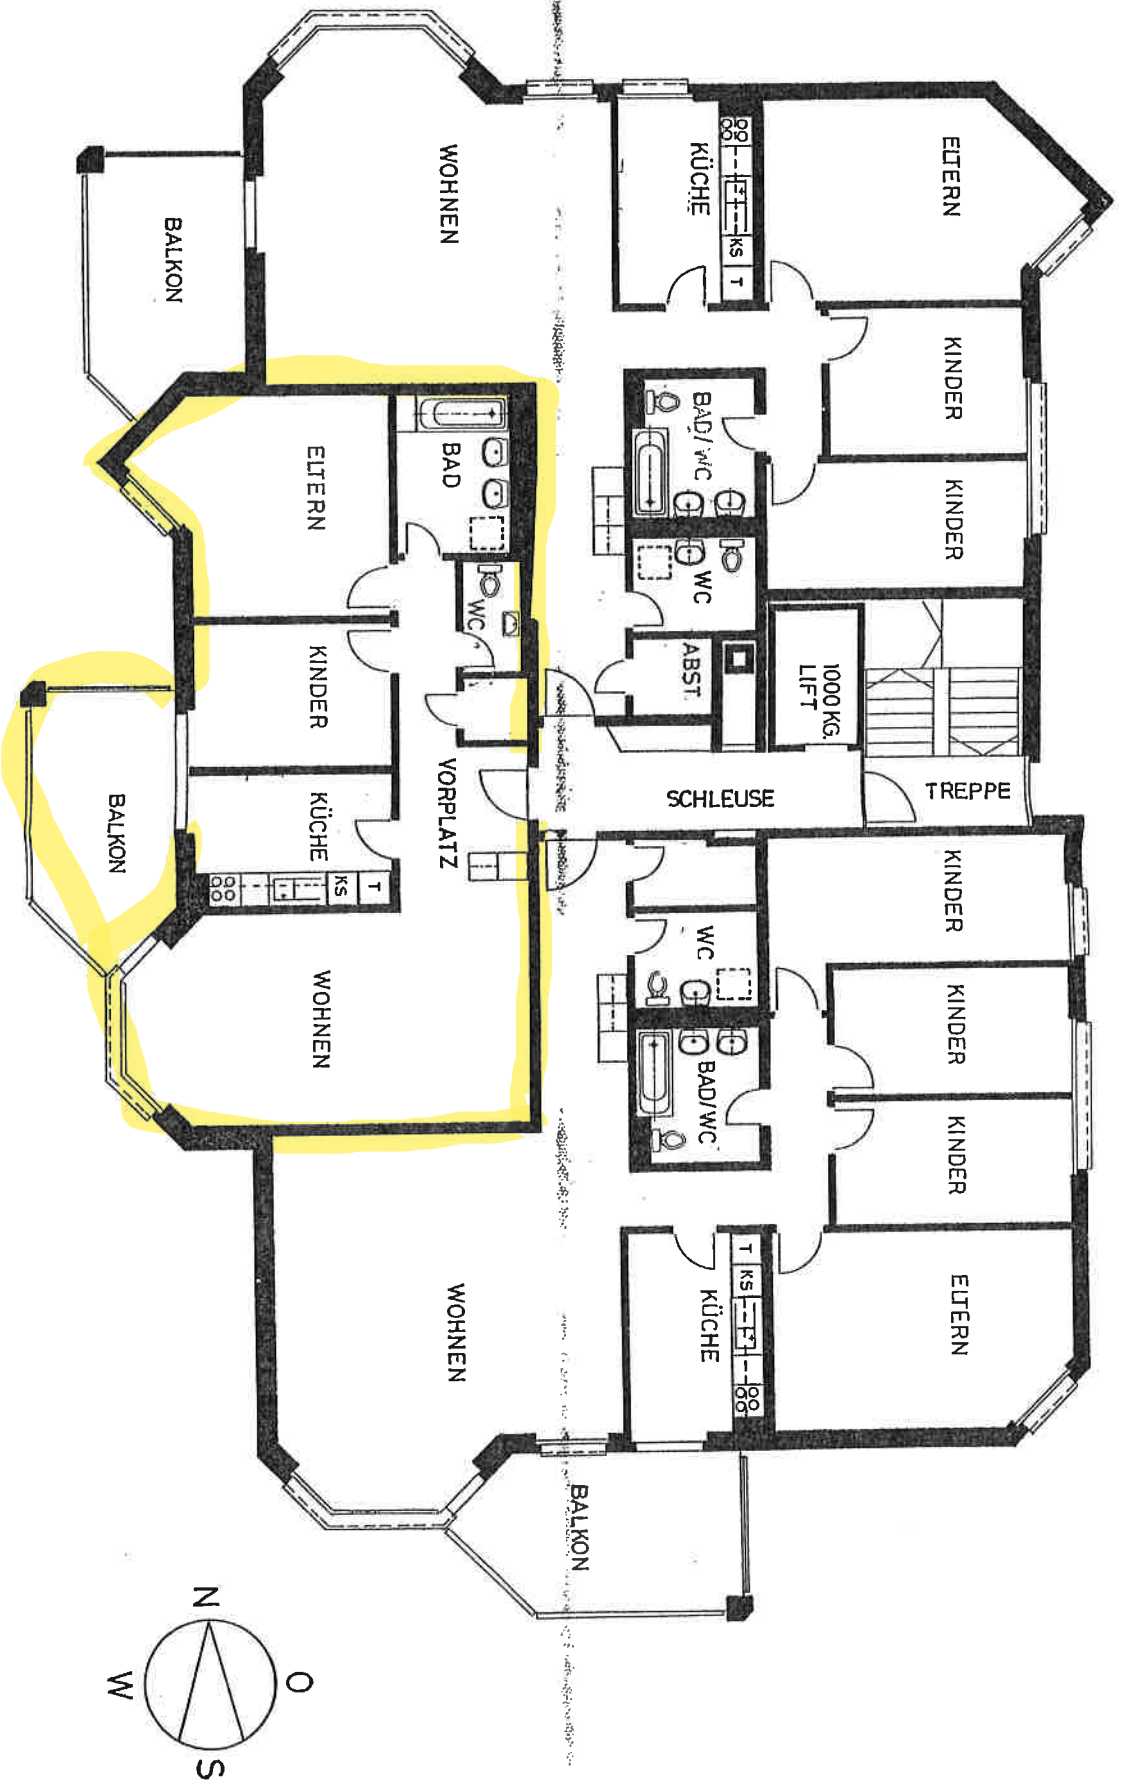 WOHNEN
BALKON
KÜCHE
KS
T
ELTERN
KINDER
KINDER
BAD/WC
WC
ABST.
1000 KG.
LIFT
TREPPE
SCHLEUSE
ELTERN
BAD
WC
KINDER
KÜCHE
KS
T
VORPLATZ
BALKON
WOHNEN
KINDER
WC
KINDER
BAD/WC
KINDER
ELTERN
T
KS
KÜCHE
WOHNEN
BALKON
N
O
W
S